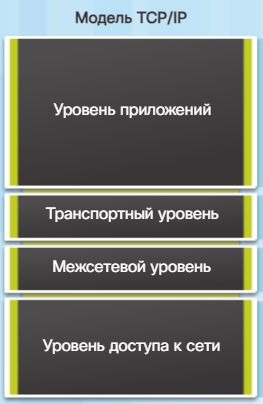 Модель TCP/IP
Уровень приложений
Транспортный уровень
Межсетевой уровень
Уровень доступа к сети